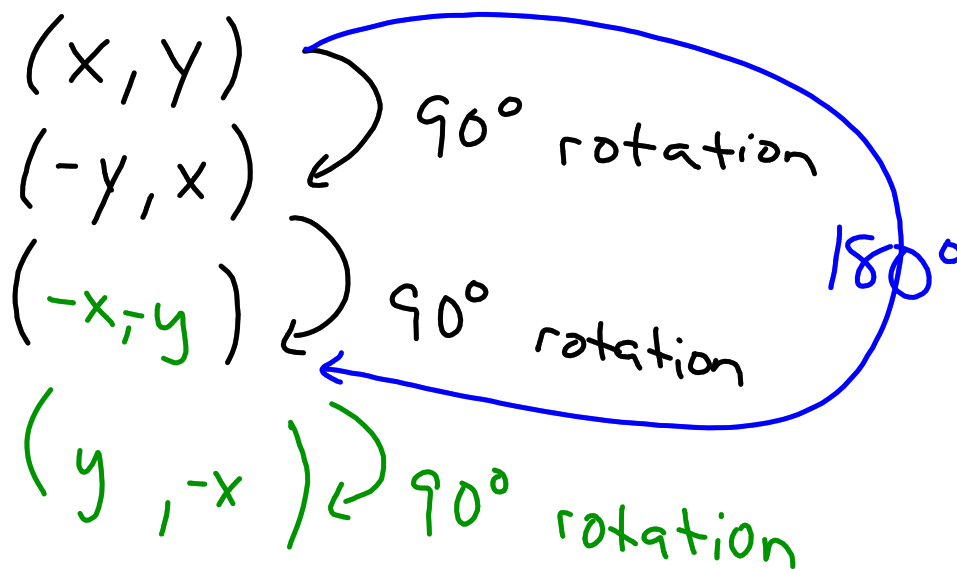 (x, y)
90° rotation
(-y, x)
180°
(-x, -y)
90° rotation
(y, -x)
90° rotation